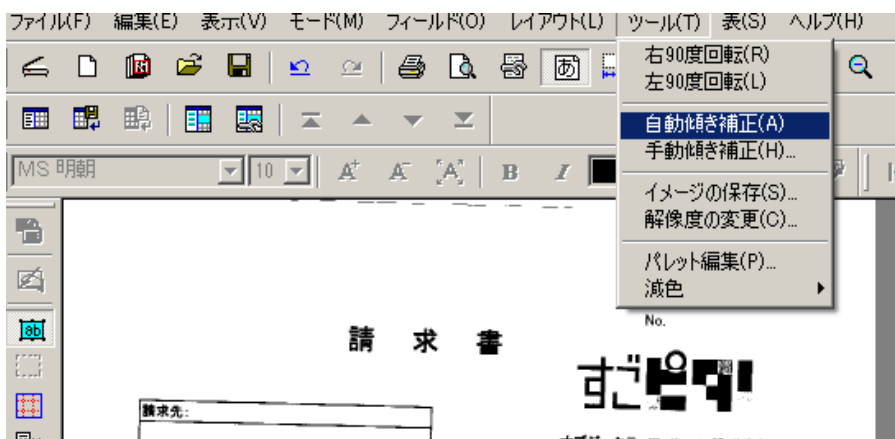 ファイル(F) 編集(E) 表示(V) モード(M) フィールド(O) レイアウト(L) ツール(T) 表(S) ヘルプ(H)
右90度回転(R)
左90度回転(L)
自動傾き補正(A)
手動傾き補正(H)...
イメージの保存(S)...
解像度の変更(C)...
パレット編集(P)...
減色
あ
MS 明朝 10 A+ A- [A] B I
ab
No.
請 求 書
すごピタ!
請求先: